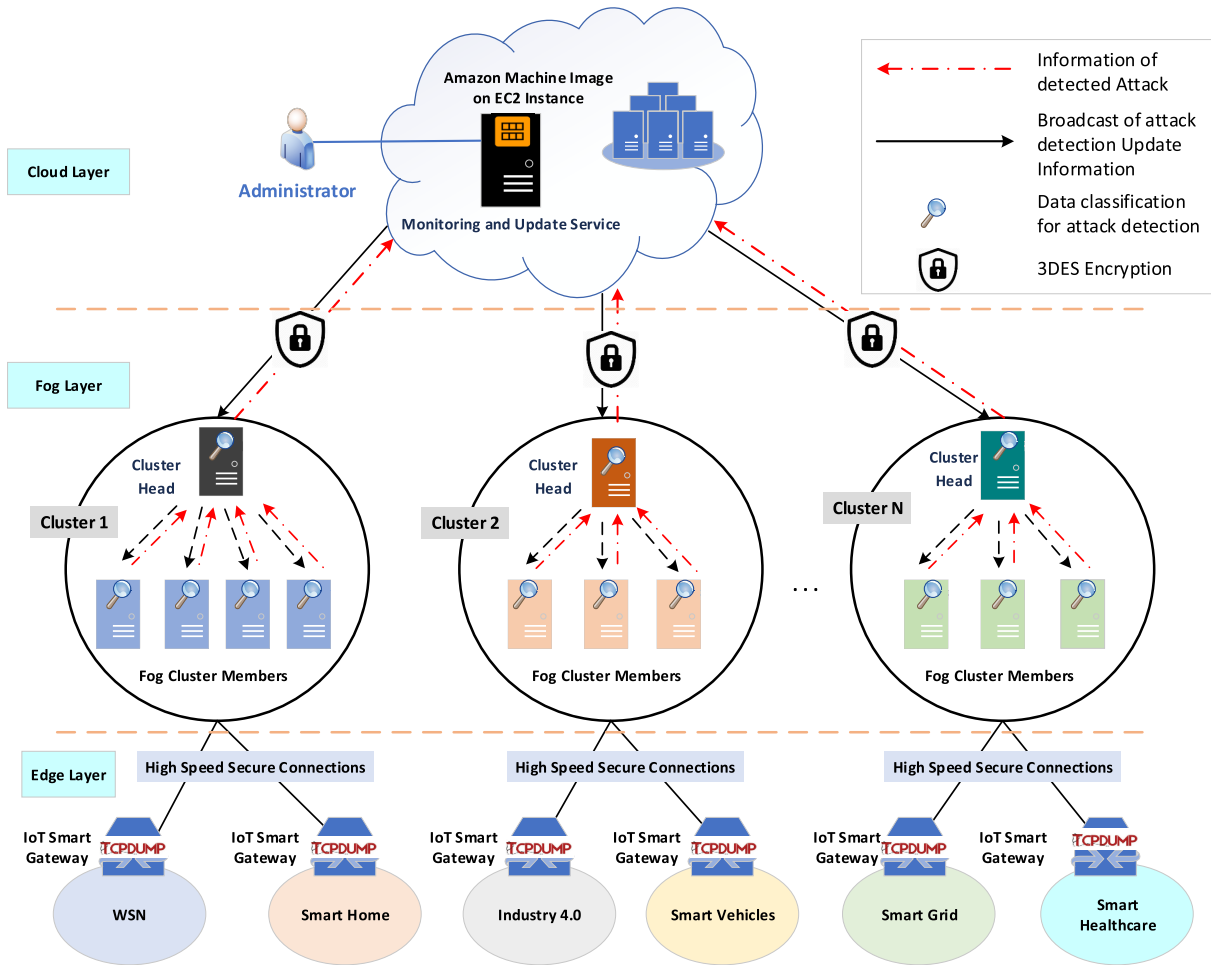 Amazon Machine Image
on EC2 Instance
Administrator
Monitoring and Update Service
Information of
detected Attack
Broadcast of attack
detection Update
Information
Data classification
for attack detection
3DES Encryption
Cloud Layer
Fog Layer
Cluster
Head
Cluster 1
Fog Cluster Members
Cluster
Head
Cluster 2
Fog Cluster Members
. . .
Cluster
Head
Cluster N
Fog Cluster Members
Edge Layer
High Speed Secure Connections
High Speed Secure Connections
High Speed Secure Connections
IoT Smart
Gateway
TCPDUMP
WSN
IoT Smart
Gateway
TCPDUMP
Smart Home
IoT Smart
Gateway
TCPDUMP
Industry 4.0
IoT Smart
Gateway
TCPDUMP
Smart Vehicles
IoT Smart
Gateway
TCPDUMP
Smart Grid
IoT Smart
Gateway
TCPDUMP
Smart
Healthcare